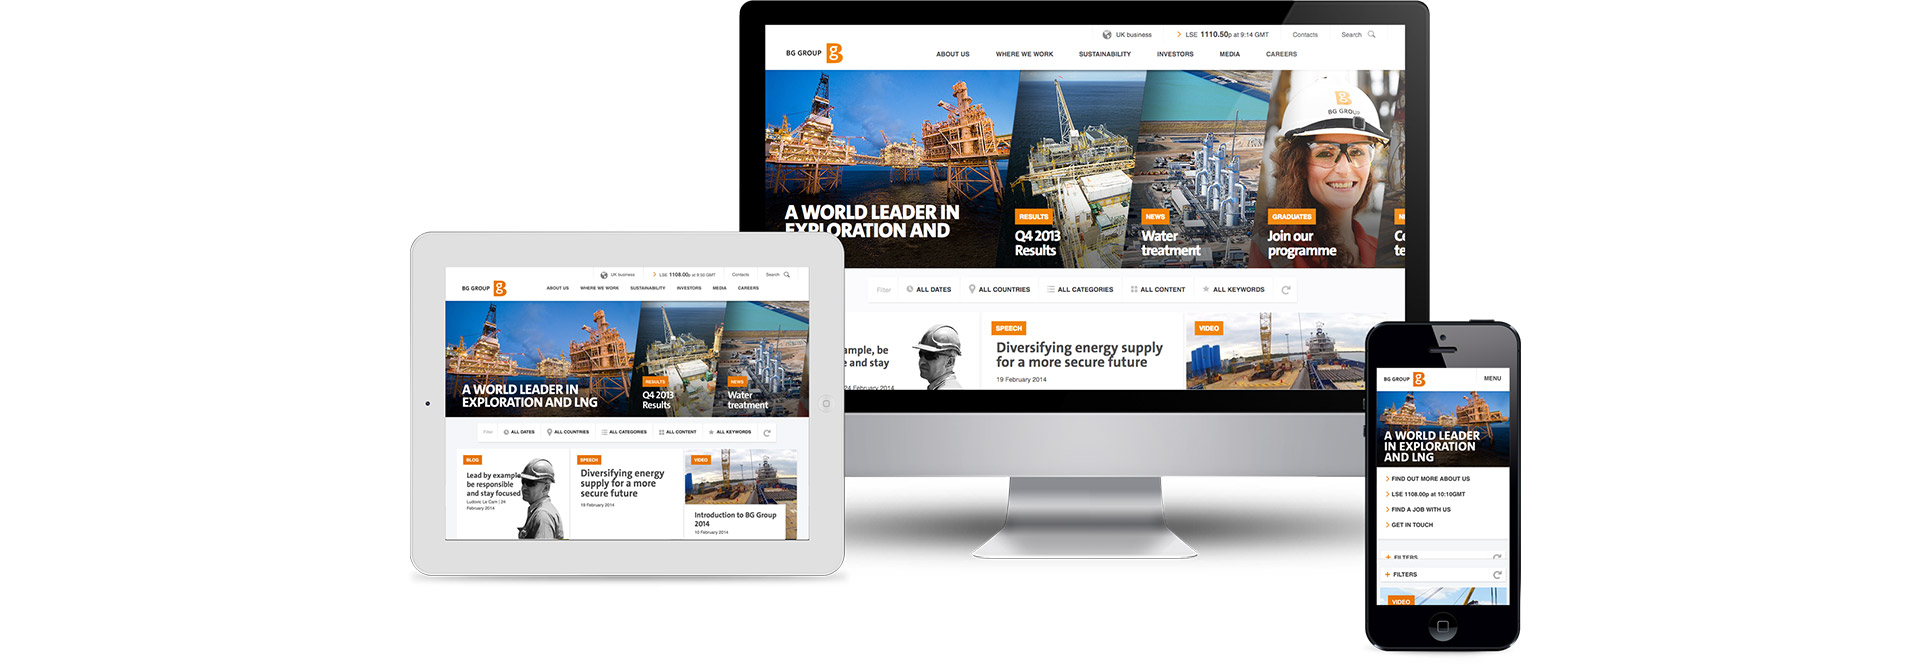 UK business
LSE 1110.50p at 9:14 GMT
Contacts
Search
BG GROUP
ABOUT US
WHERE WE WORK
SUSTAINABILITY
INVESTORS
MEDIA
CAREERS
BG GROUP
A WORLD LEADER IN
EXPLORATION AND
RESULTS
Q4 2013
Results
NEWS
Water
treatment
GRADUATES
Join our
programme
Filter
ALL DATES
ALL COUNTRIES
ALL CATEGORIES
ALL CONTENT
ALL KEYWORDS
be
and stay
24 February 2014
SPEECH
Diversifying energy supply
for a more secure future
19 February 2014
VIDEO
UK business
LSE 1108.00p at 9:50 GMT
Contacts
Search
BG GROUP
ABOUT US
WHERE WE WORK
SUSTAINABILITY
INVESTORS
MEDIA
CAREERS
A WORLD LEADER IN
EXPLORATION AND LNG
RESULTS
Q4 2013
Results
NEWS
Water
treatment
Filter
ALL DATES
ALL COUNTRIES
ALL CATEGORIES
ALL CONTENT
ALL KEYWORDS
BLOG
Lead by example,
be responsible
and stay focused
Ludovic Le Cam | 24
February 2014
SPEECH
Diversifying energy
supply for a more
secure future
19 February 2014
VIDEO
Introduction to BG Group
2014
10 February 2014
BG GROUP
MENU
A WORLD LEADER
IN EXPLORATION
AND LNG
FIND OUT MORE ABOUT US
LSE 1108.00p at 10:10GMT
FIND A JOB WITH US
GET IN TOUCH
+ FILTERS
+ FILTERS
VIDEO